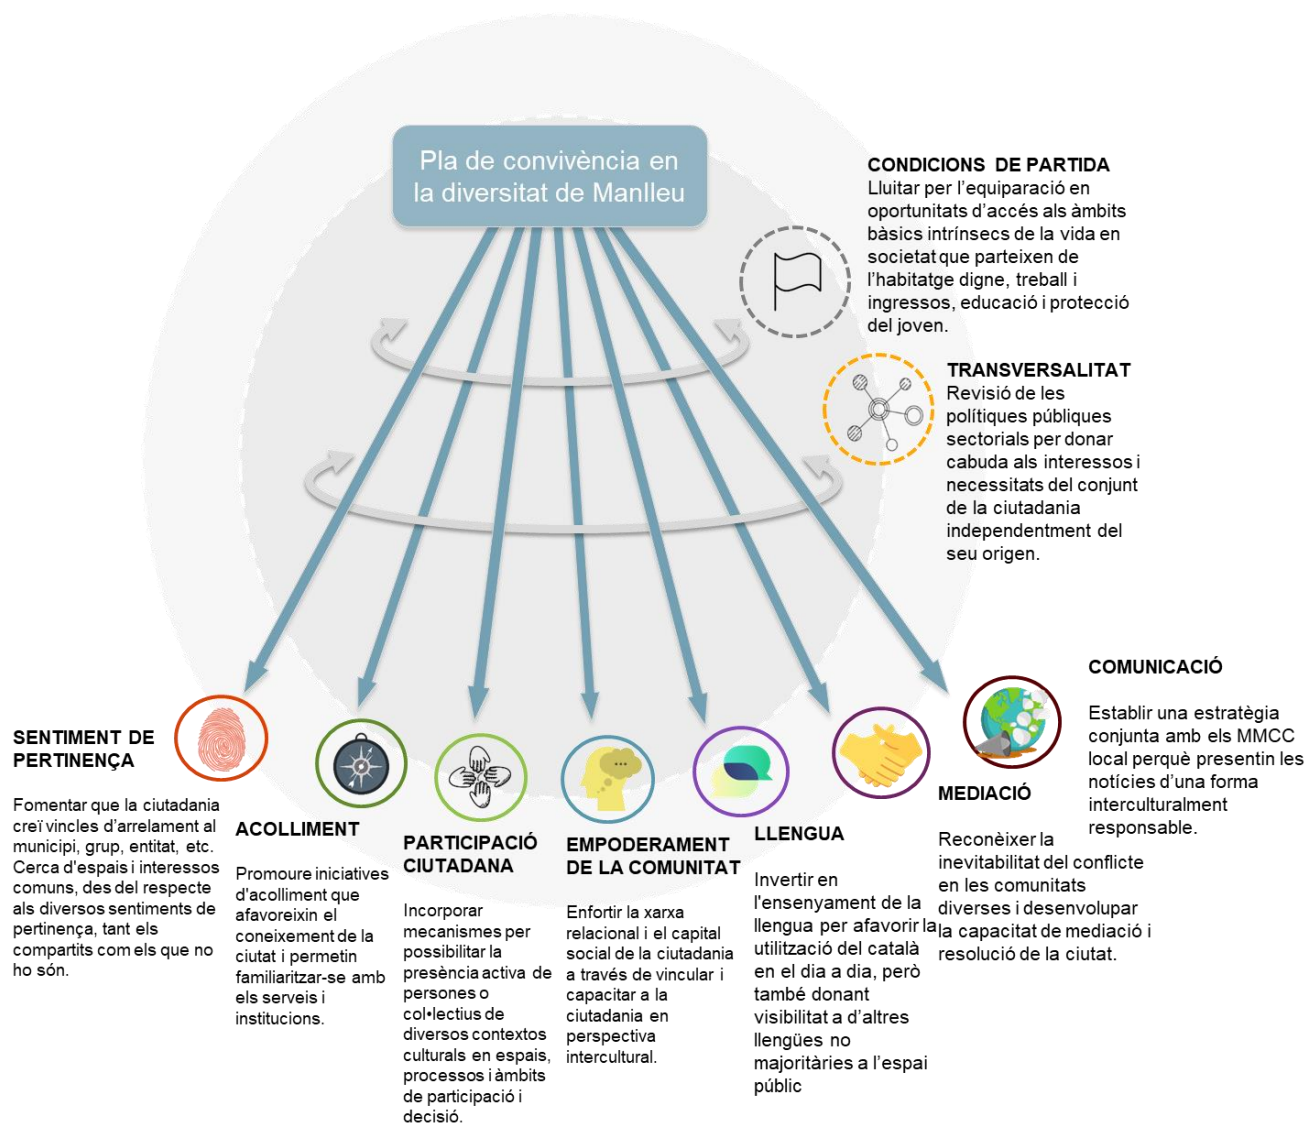 Pla de convivència en
la diversitat de Manlleu
CONDICIONS DE PARTIDA
Lluitar per l’equiparació en
oportunitats d’accés als àmbits
bàsics intrínsecs de la vida en
societat que parteixen de
l’habitatge digne, treball i
ingressos, educació i protecció
del joven.
TRANSVERSALITAT
Revisió de les
polítiques públiques
sectorials per donar
cabuda als interessos i
necessitats del conjunt
de la ciutadania
independentment del
seu origen.
SENTIMENT DE
PERTINENÇA
Fomentar que la ciutadania
creï vincles d’arrelament al
municipi, grup, entitat, etc.
Cerca d'espais i interessos
comuns, des del respecte
als diversos sentiments de
pertinença, tant els
compartits com els que no
ho són.
ACOLLIMENT
Promoure iniciatives
d'acolliment que
afavoreixin el
coneixement de la
ciutat i permetin
familiaritzar-se amb
els serveis i
institucions.
PARTICIPACIÓ
CIUTADANA
Incorporar
mecanismes per
possibilitar la
presència activa de
persones o
col•lectius de
diversos contextos
culturals en espais,
processos i àmbits
de participació i
decisió.
EMPODERAMENT
DE LA COMUNITAT
Enfortir la xarxa
relacional i el capital
social de la ciutadania
a través de vincular i
capacitar a la
ciutadania en
perspectiva
intercultural.
LLENGUA
Invertir en
l'ensenyament de la
llengua per afavorir la
utilització del català
en el dia a dia, però
també donant
visibilitat a d’altres
llengües no
majoritàries a l’espai
públic
MEDIACIÓ
Reconèixer la
inevitabilitat del conflicte
en les comunitats
diverses i desenvolupar
la capacitat de mediació i
resolució de la ciutat.
COMUNICACIÓ
Establir una estratègia
conjunta amb els MMCC
local perquè presentin les
notícies d’una forma
interculturalment
responsable.